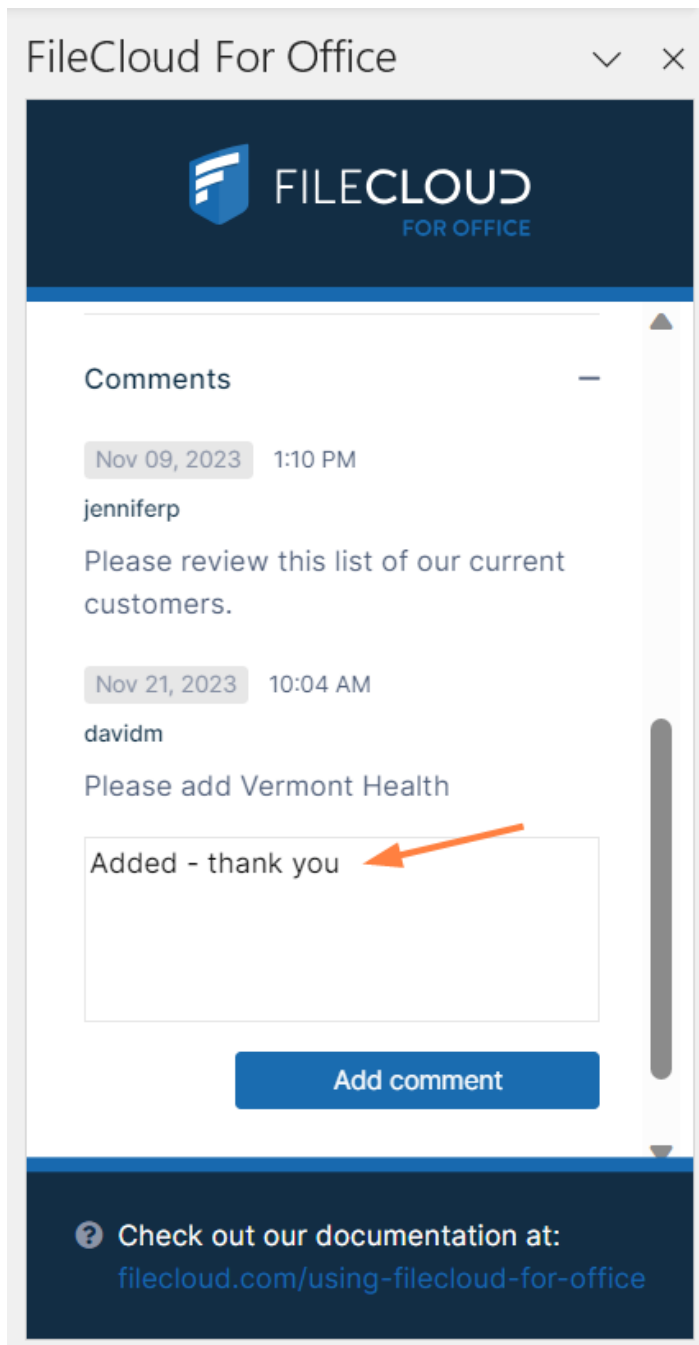 FileCloud For Office
FILECLOUD
FOR OFFICE
Comments
Nov 09, 2023 1:10 PM
jenniferp
Please review this list of our current
customers.
Nov 21, 2023 10:04 AM
davidm
Please add Vermont Health
Added - thank you
Add comment
Check out our documentation at:
filecloud.com/using-filecloud-for-office